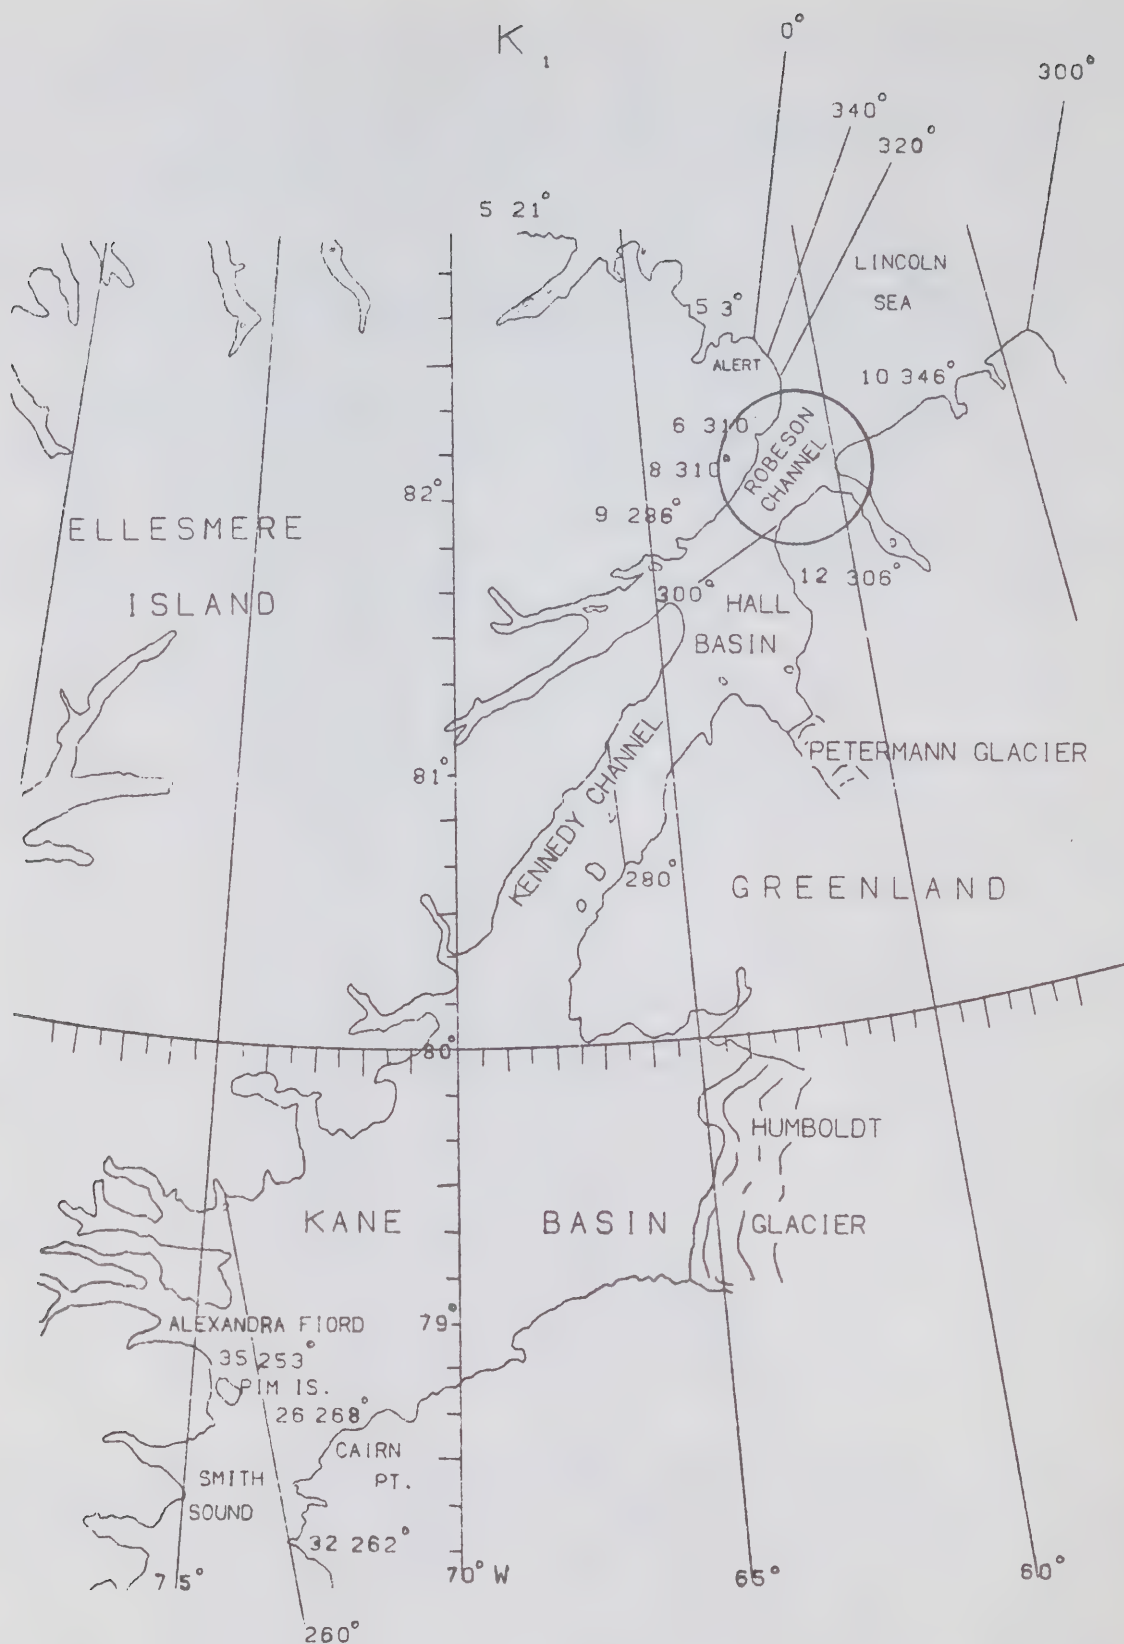 K₁
0°
300°
340°
320°
5 21°
LINCOLN
SEA
5 3°
ALERT
10 346°
6 310
8 310°
ROBESON
CHANNEL
82°
9 286°
ELLESMERE
ISLAND
12 306°
300°
HALL
BASIN
PETERMANN GLACIER
81°
KENNEDY CHANNEL
280°
GREENLAND
80°
HUMBOLDT
GLACIER
KANE BASIN
79°
ALEXANDRA FIORD
35 253°
PIM IS.
26 268°
CAIRN
PT.
SMITH
SOUND
32 262°
75°
70° W
65°
60°
260°